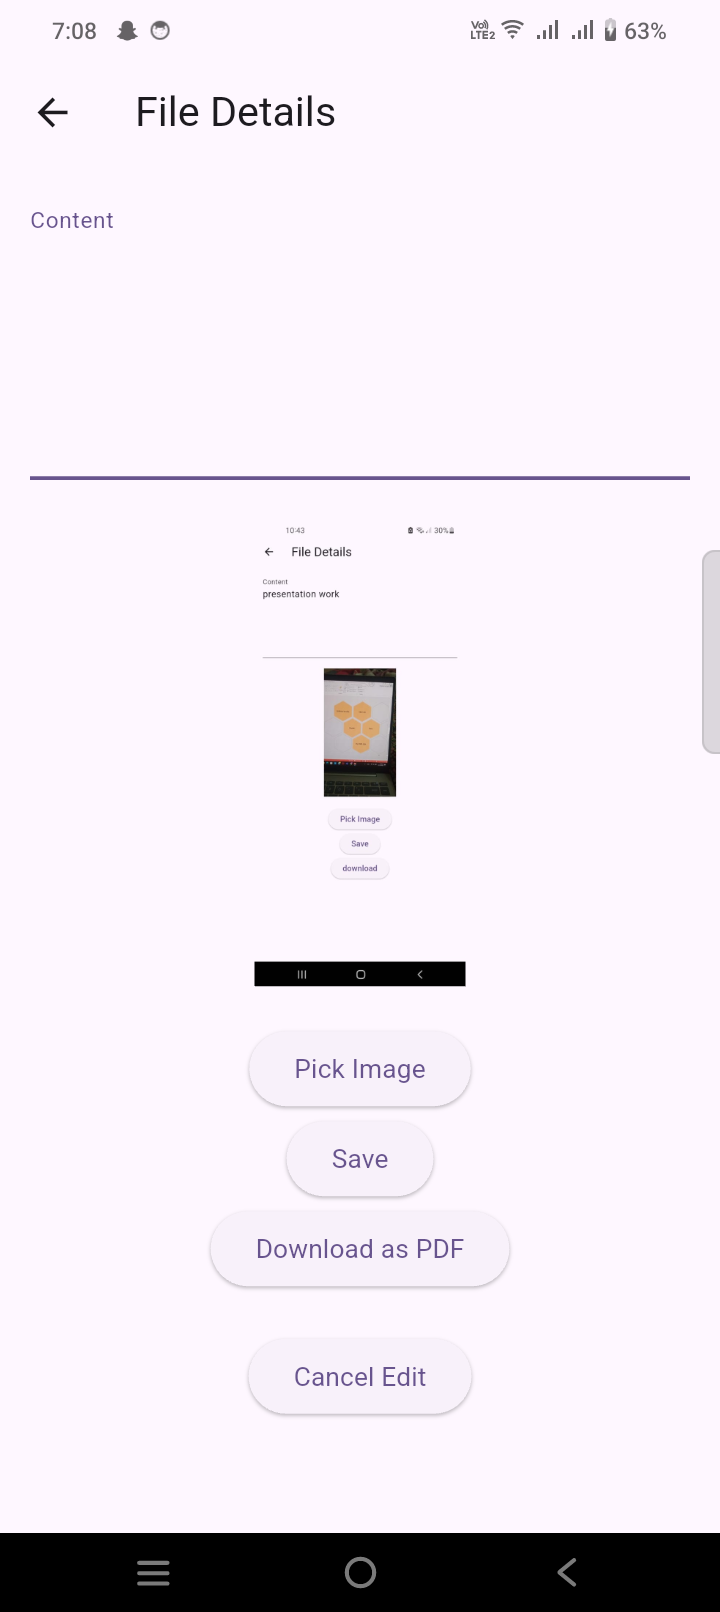 7:08 Vo)) LTE2 63%
File Details
Content
10:43 30%
File Details
Content
presentation work
Pick Image
Save
download
Pick Image
Save
Download as PDF
Cancel Edit